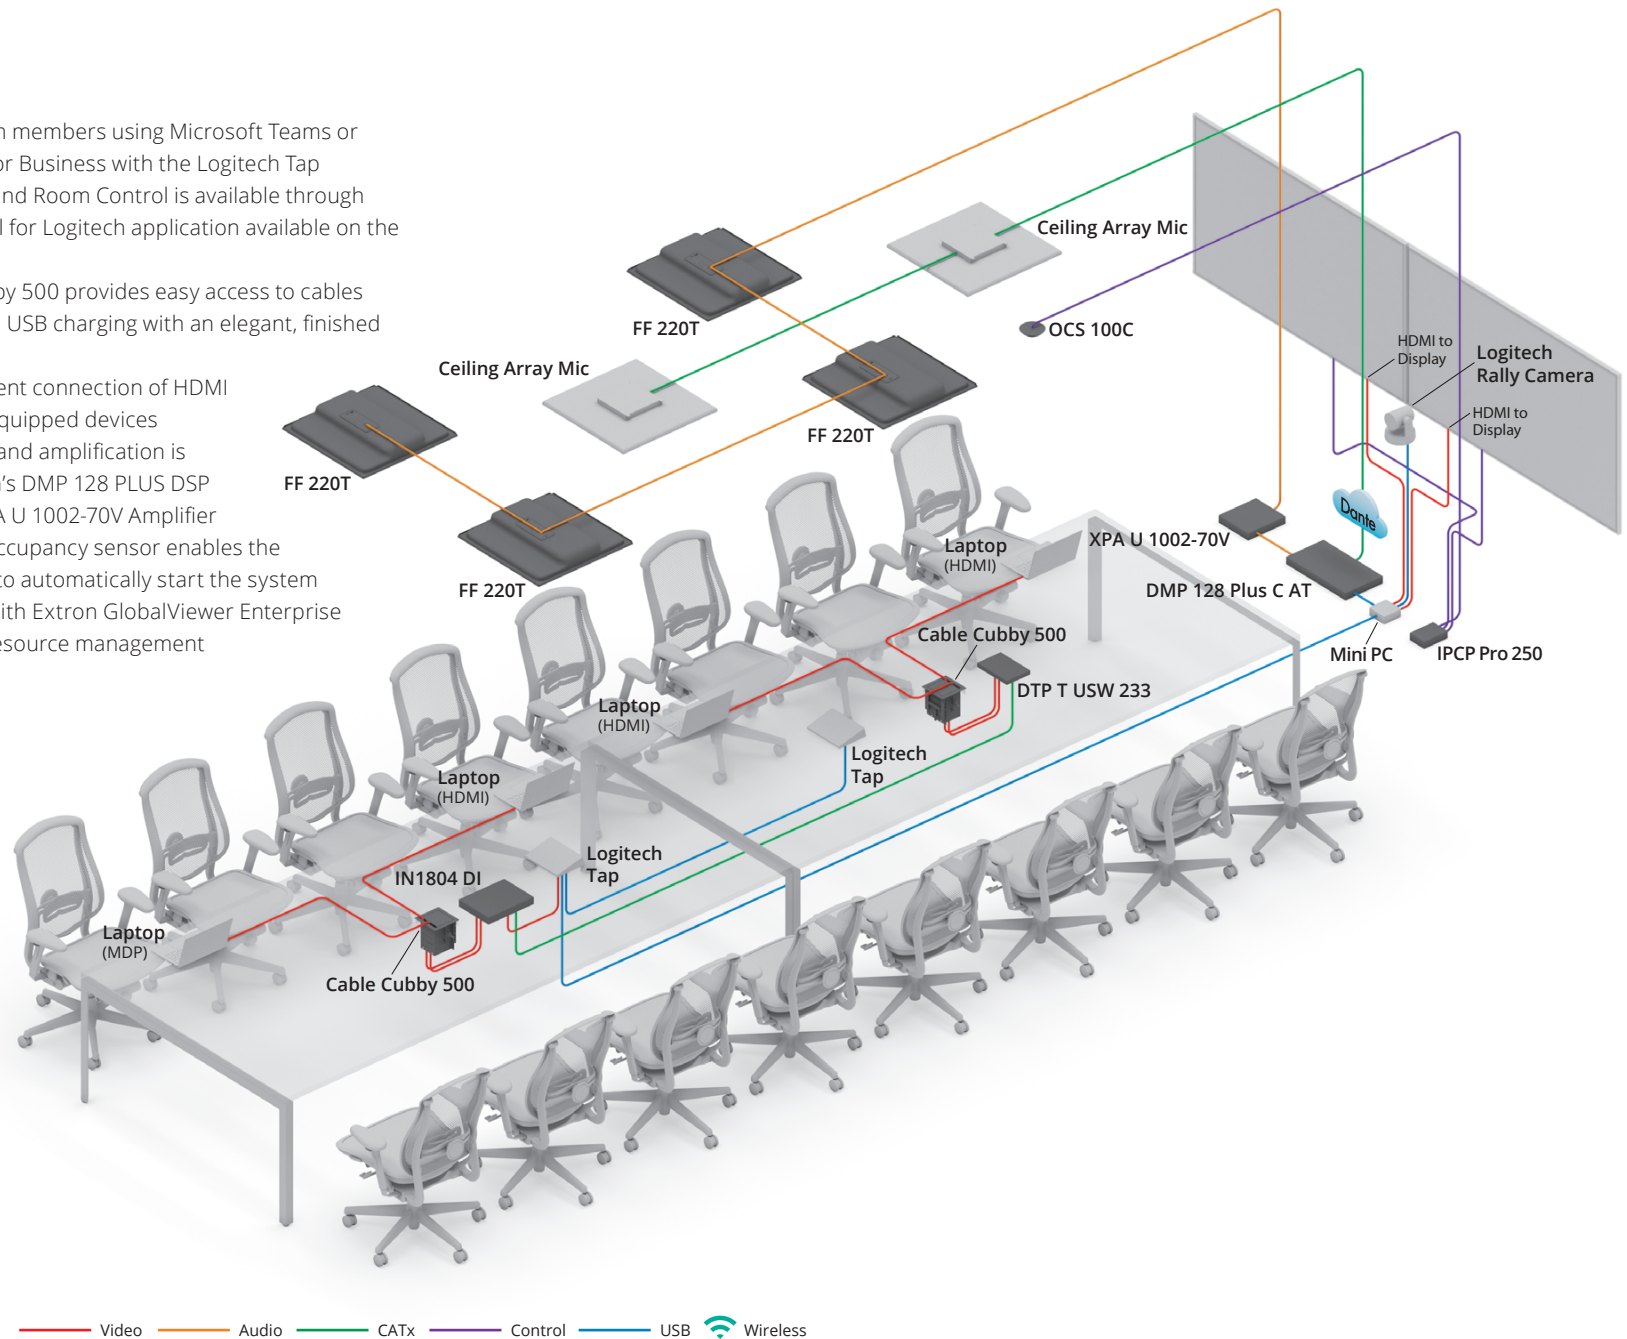 n members using Microsoft Teams or
or Business with the Logitech Tap
nd Room Control is available through
l for Logitech application available on the
by 500 provides easy access to cables
USB charging with an elegant, finished
ent connection of HDMI
quipped devices
and amplification is
n's DMP 128 PLUS DSP
A U 1002-70V Amplifier
ccupancy sensor enables the
to automatically start the system
ith Extron GlobalViewer Enterprise
esource management
Ceiling Array Mic
FF 220T
OCS 100C
Ceiling Array Mic
HDMI to
Display
Logitech
Rally Camera
HDMI to
Display
FF 220T
FF 220T
FF 220T
Dante
XPA U 1002-70V
DMP 128 Plus C AT
Mini PC
IPCP Pro 250
Laptop
(HDMI)
Cable Cubby 500
DTP T USW 233
Laptop
(HDMI)
Logitech
Tap
Laptop
(HDMI)
Logitech
Tap
IN1804 DI
Laptop
(MDP)
Cable Cubby 500
Video Audio CATx Control USB Wireless